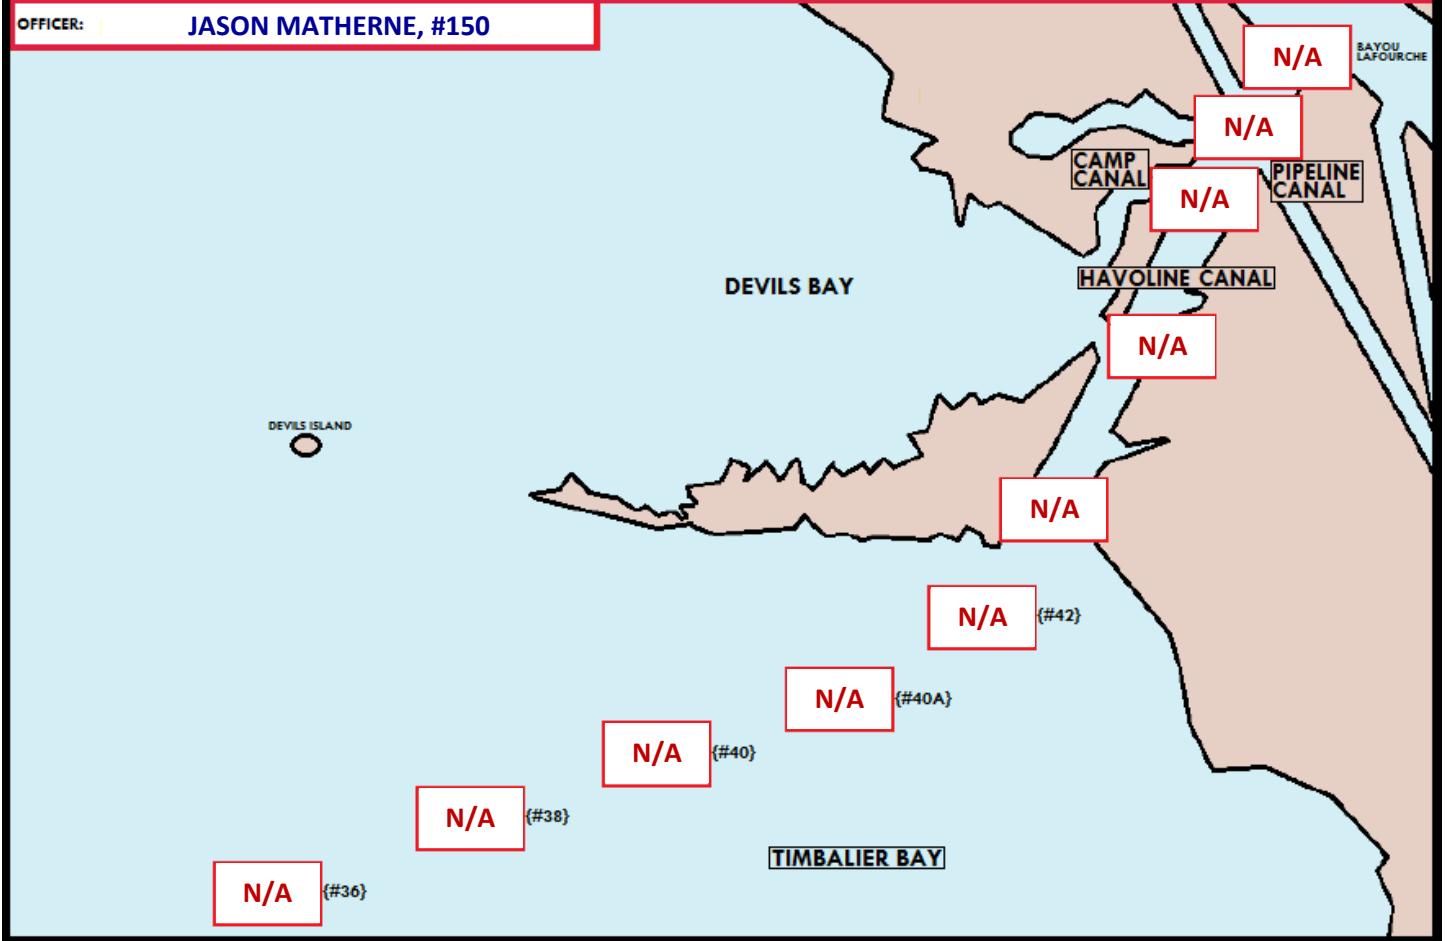 OFFICER: JASON MATHERNE, #150
N/A
BAYOU
LAFOURCHE
N/A
CAMP
CANAL
PIPELINE
CANAL
N/A
HAVOLINE CANAL
DEVILS BAY
N/A
DEVILS ISLAND
N/A
N/A {#42}
N/A {#40A}
N/A {#40}
N/A {#38}
TIMBALIER BAY
N/A {#36}